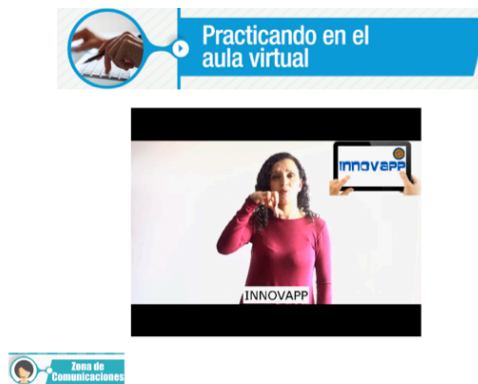 Practicando en el
aula virtual
INNOVAPP
INNOVAPP
Zona de
Comunicaciones